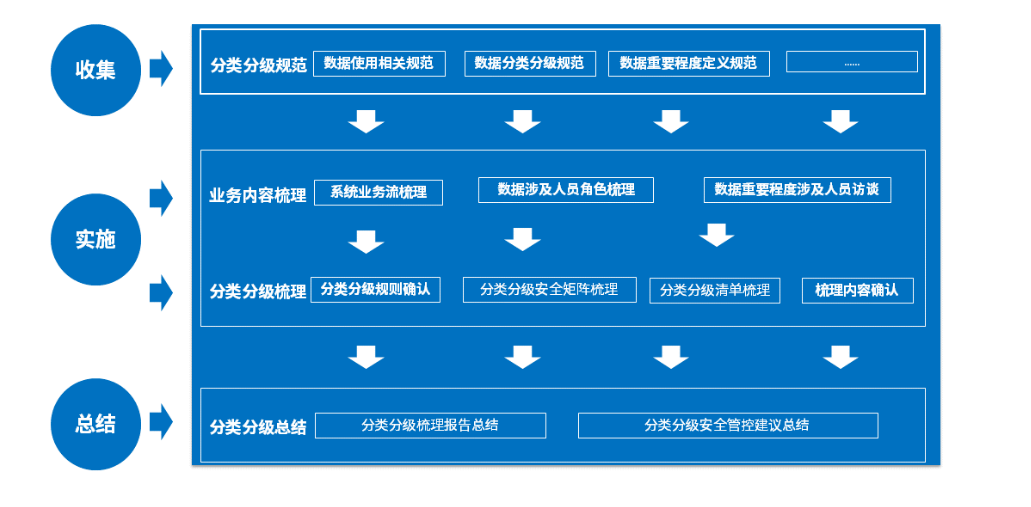 收集
分类分级规范
数据使用相关规范
数据分类分级规范
数据重要程度定义规范
......
实施
业务内容梳理
系统业务流梳理
数据涉及人员角色梳理
数据重要程度涉及人员访谈
分类分级梳理
分类分级规则确认
分类分级安全矩阵梳理
分类分级清单梳理
梳理内容确认
总结
分类分级总结
分类分级梳理报告总结
分类分级安全管控建议总结